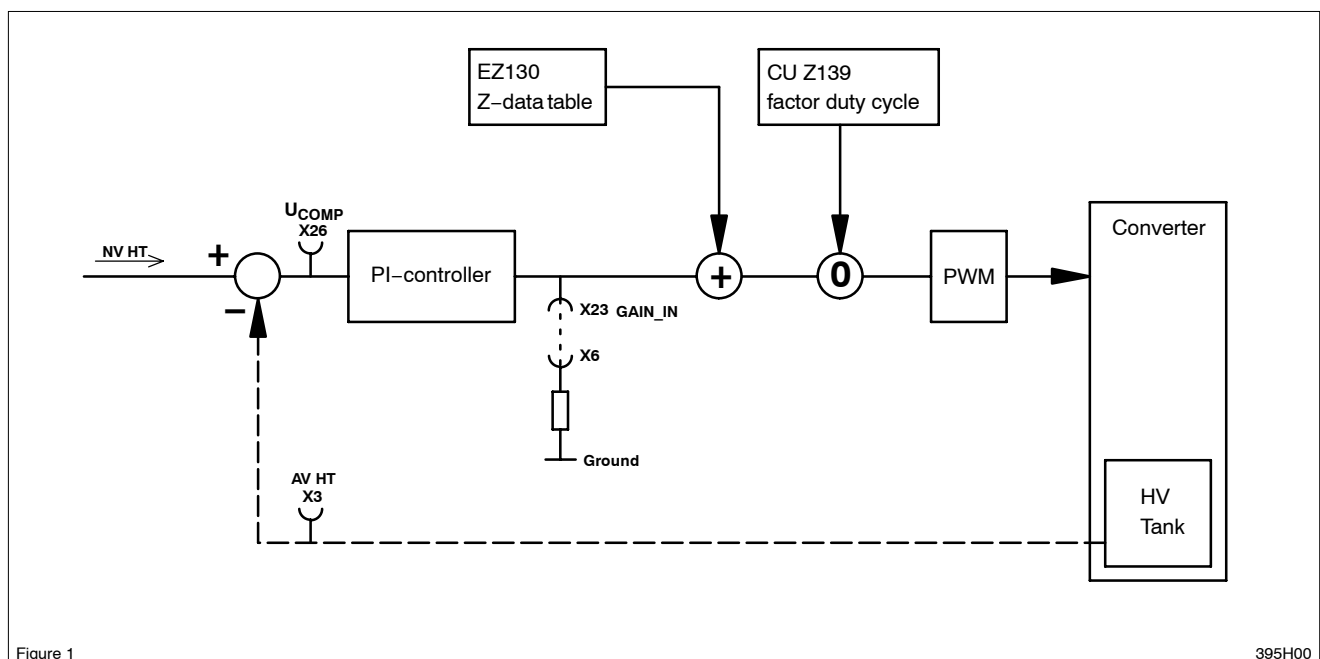 EZ130
Z−data table
CU Z139
factor duty cycle
Converter
UCOMP
X26
NV HT
+
−
PI−controller
+
0
PWM
X23 GAIN_IN
X6
Ground
AV HT
X3
HV
Tank
Figure 1
395H00